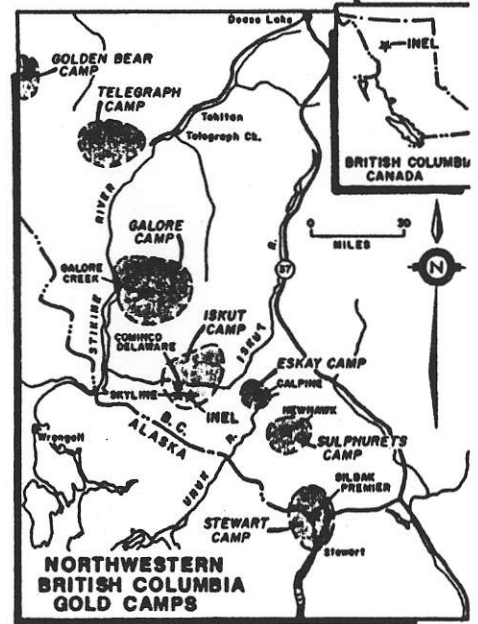 Dease Lake
GOLDEN BEAR
CAMP
INEL
TELEGRAPH
CAMP
Tahltan
Telegraph Ck.
BRITISH COLUMBIA
CANADA
RIVER
0 30
MILES
GALORE
CAMP
R.
N
37
GALORE
CREEK
ISKUT
CAMP
STIKINE
COMINCO
DELAWARE
ISKUT
ESKAY CAMP
CALPINE
SKYLINE
INEL
NEWHAWK
B.C.
ALASKA
Wrangell
R.
SULPHURETS
CAMP
UNUK
SILBAK
PREMIER
STEWART
CAMP
Stewart
NORTHWESTERN
BRITISH COLUMBIA
GOLD CAMPS